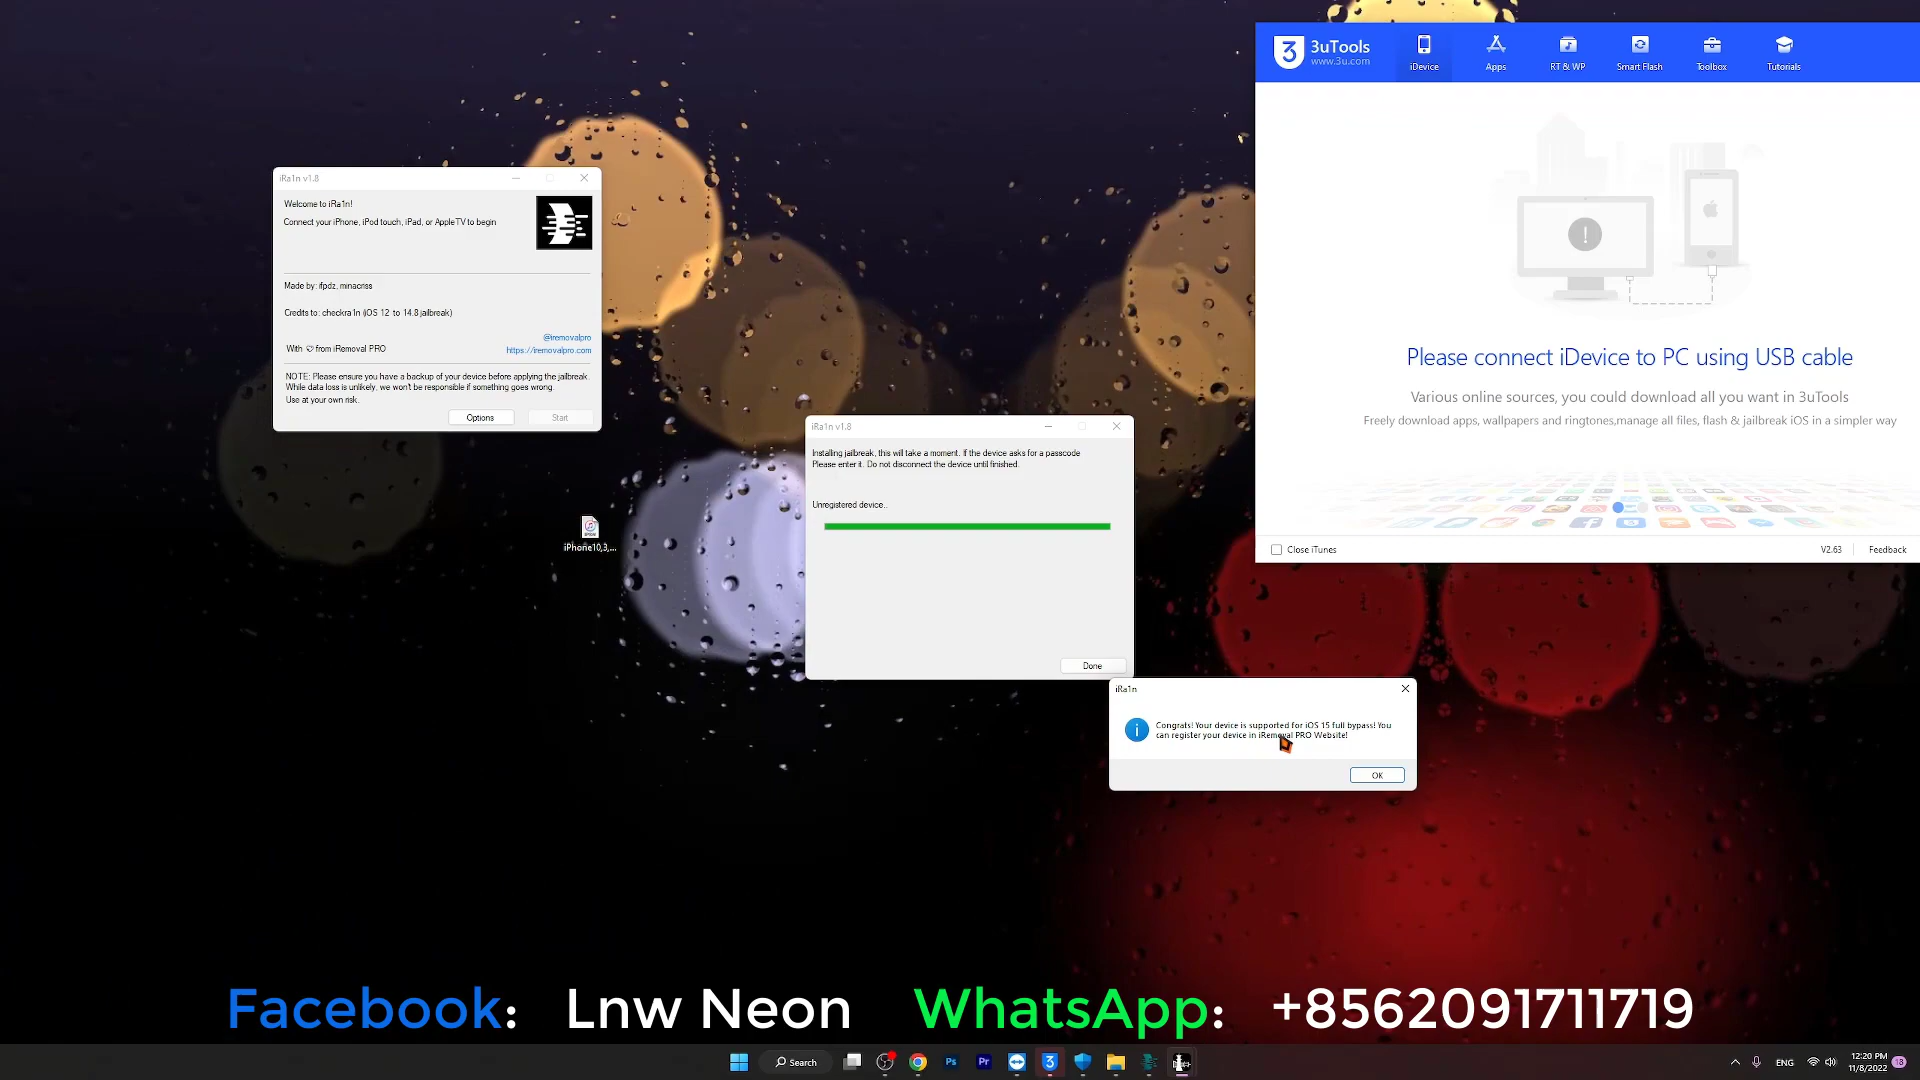 iRa1n v1.8
Welcome to iRa1n!
Connect your iPhone, iPod touch, iPad, or AppleTV to begin
Made by: ifpdz, minacriss
Credits to: checkra1n (iOS 12 to 14.8 jailbreak)
@iremovalpro
With from iRemoval PRO
https://iremovalpro.com
NOTE: Please ensure you have a backup of your device before applying the jailbreak.
While data loss is unlikely, we won't be responsible if something goes wrong.
Use at your own risk.
Options
Start
3
3uTools
www.3u.com
iDevice
Apps
RT & WP
Smart Flash
Toolbox
Tutorials
Please connect iDevice to PC using USB cable
Various online sources, you could download all you want in 3uTools
Freely download apps, wallpapers and ringtones,manage all files, flash & jailbreak iOS in a simpler way
Close iTunes
V2.63
Feedback
iPhone10,3,...
iRa1n v1.8
Installing jailbreak, this will take a moment. If the device asks for a passcode
Please enter it. Do not disconnect the device until finished.
Unregistered device..
Done
iRa1n
Congrats! Your device is supported for iOS 15 full bypass! You
can register your device in iRemoval PRO Website!
OK
Facebook: Lnw Neon WhatsApp: +8562091711719
Search
Ps
Pr
3
ENG
12:20 PM
11/8/2022
18